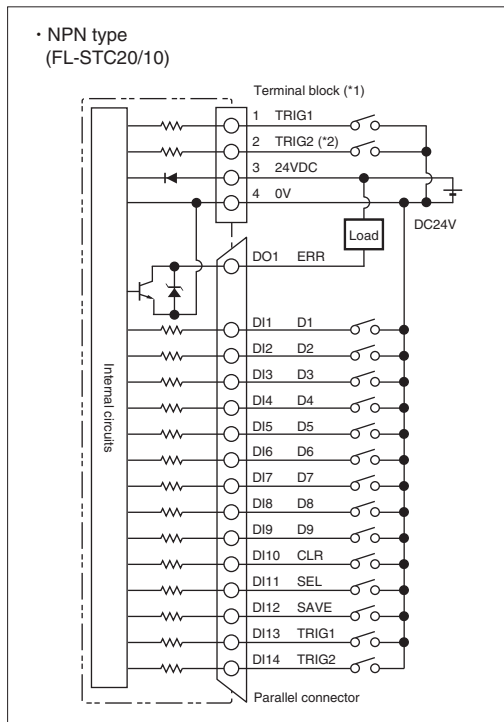 ・NPN type
(FL-STC20/10)
Terminal block (*1)
1 TRIG1
2 TRIG2 (*2)
3 24VDC
4 0V
DC24V
Load
DO1 ERR
DI1 D1
DI2 D2
DI3 D3
DI4 D4
DI5 D5
DI6 D6
DI7 D7
DI8 D8
DI9 D9
DI10 CLR
DI11 SEL
DI12 SAVE
DI13 TRIG1
DI14 TRIG2
Internal circuits
Parallel connector